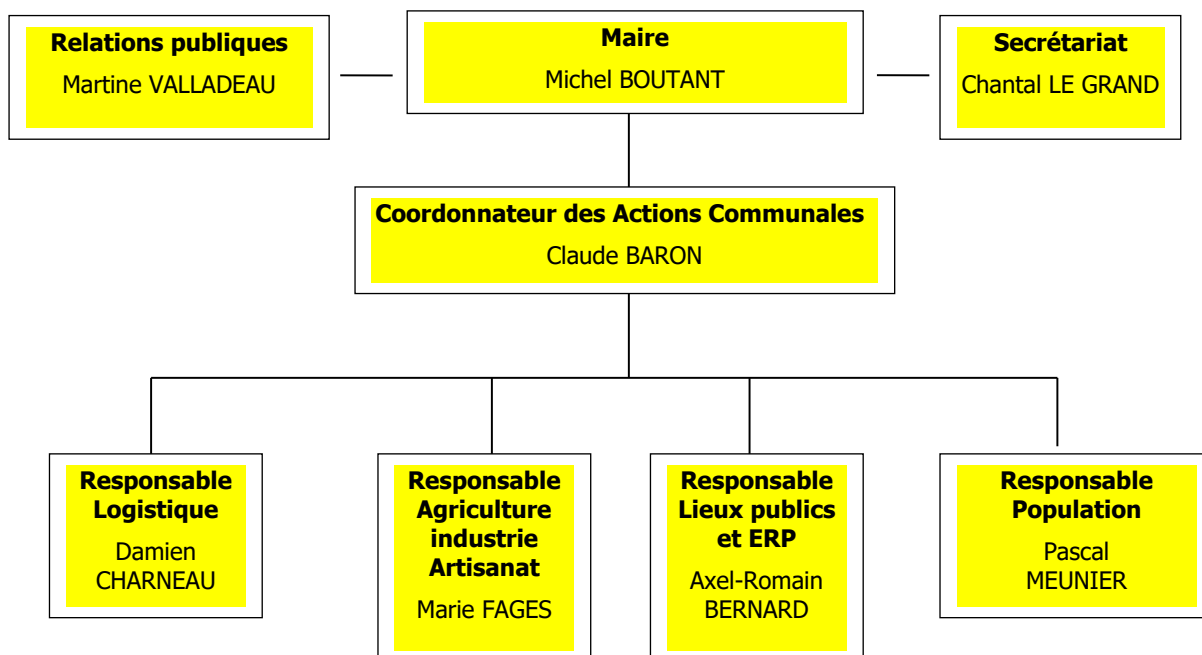 Relations publiques
Martine VALLADEAU
Maire
Michel BOUTANT
Secrétariat
Chantal LE GRAND
Coordonnateur des Actions Communales
Claude BARON
Responsable
Logistique
Damien
CHARNEAU
Responsable
Agriculture
industrie
Artisanat
Marie FAGES
Responsable
Lieux publics
et ERP
Axel-Romain
BERNARD
Responsable
Population
Pascal
MEUNIER